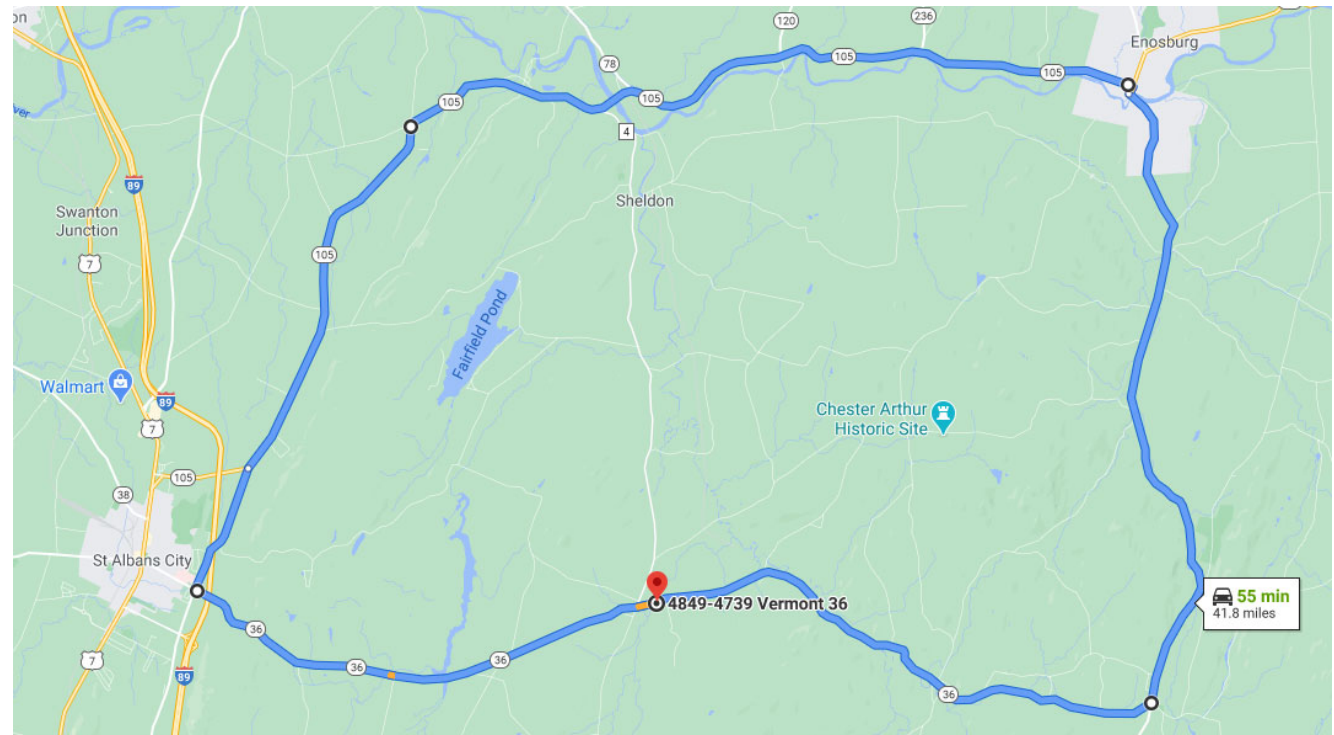 on
120
236
Enosburg
78
105
105
105
105
4
ver
89
Swanton
Junction
Sheldon
7
105
Fairfield Pond
Walmart
89
7
Chester Arthur
Historic Site
105
38
St Albans City
4849-4739 Vermont 36
55 min
41.8 miles
36
36
36
36
7
89